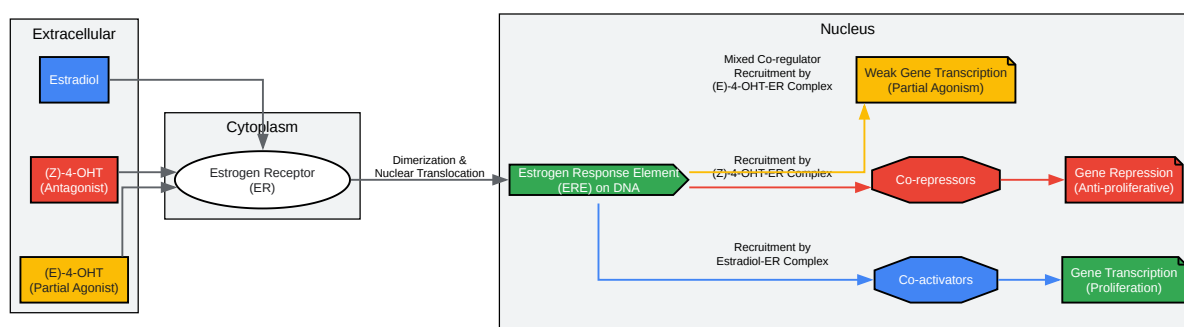 Extracellular
Estradiol
(Z)-4-OHT
(Antagonist)
(E)-4-OHT
(Partial Agonist)
Cytoplasm
Estrogen Receptor
(ER)
Dimerization &
Nuclear Translocation
Nucleus
Estrogen Response Element
(ERE) on DNA
Mixed Co-regulator
Recruitment by
(E)-4-OHT-ER Complex
Weak Gene Transcription
(Partial Agonism)
Recruitment by
(Z)-4-OHT-ER Complex
Co-repressors
Gene Repression
(Anti-proliferative)
Recruitment by
Estradiol-ER Complex
Co-activators
Gene Transcription
(Proliferation)